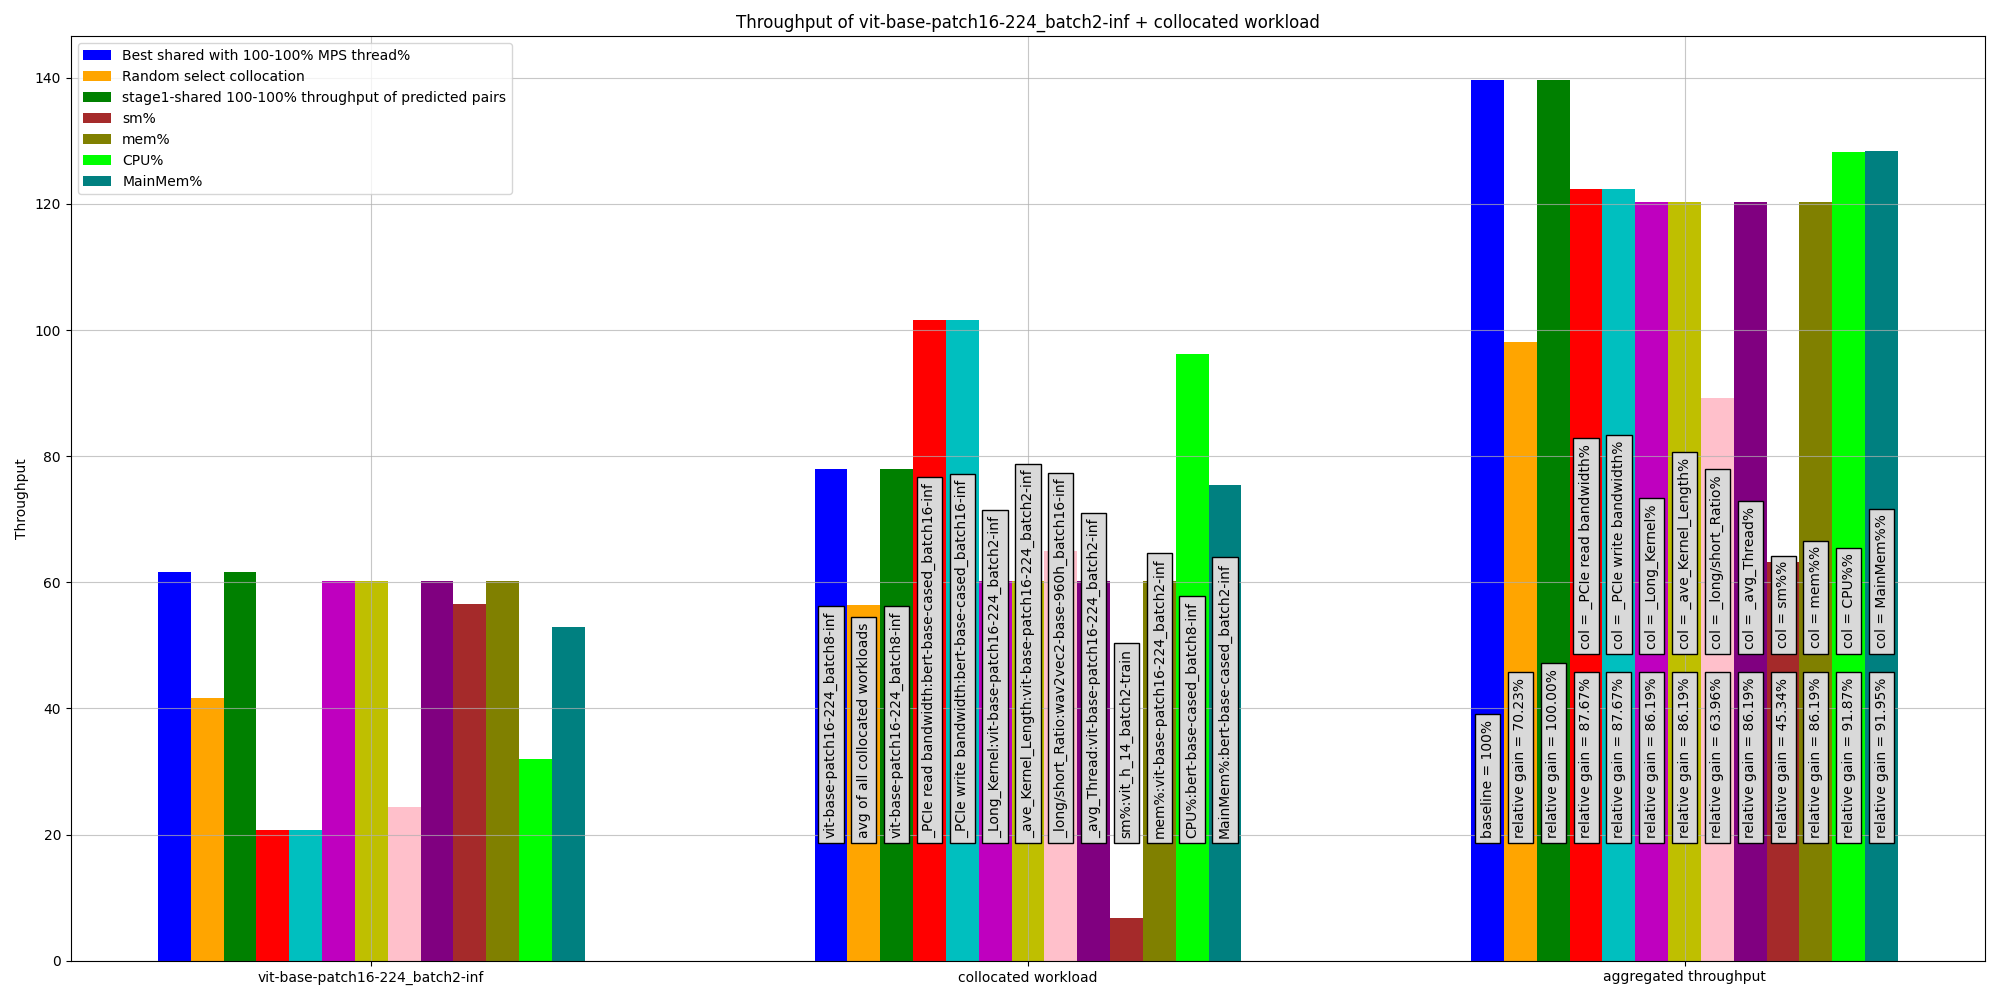 Throughput of vit-base-patch16-224_batch2-inf + collocated workload
Best shared with 100-100% MPS thread%
Random select collocation
stage1-shared 100-100% throughput of predicted pairs
sm%
mem%
CPU%
MainMem%
Throughput
140
120
100
80
60
40
20
0
vit-base-patch16-224_batch8-inf
avg of all collocated workloads
vit-base-patch16-224_batch8-inf
_PCIe read bandwidth:bert-base-cased_batch16-inf
_PCIe write bandwidth:bert-base-cased_batch16-inf
_Long_Kernel:vit-base-patch16-224_batch2-inf
_ave_Kernel_Length:vit-base-patch16-224_batch2-inf
_long/short_Ratio:wav2vec2-base-960h_batch16-inf
_avg_Thread:vit-base-patch16-224_batch2-inf
sm%:vit_h_14_batch2-train
mem%:vit-base-patch16-224_batch2-inf
CPU%:bert-base-cased_batch8-inf
MainMem%:bert-base-cased_batch2-inf
col = _PCIe read bandwidth%
col = _PCIe write bandwidth%
col = _Long_Kernel%
col = _ave_Kernel_Length%
col = _long/short_Ratio%
col = _avg_Thread%
col = sm%%
col = mem%%
col = CPU%%
col = MainMem%%
baseline = 100%
relative gain = 70.23%
relative gain = 100.00%
relative gain = 87.67%
relative gain = 87.67%
relative gain = 86.19%
relative gain = 86.19%
relative gain = 63.96%
relative gain = 86.19%
relative gain = 45.34%
relative gain = 86.19%
relative gain = 91.87%
relative gain = 91.95%
vit-base-patch16-224_batch2-inf
collocated workload
aggregated throughput